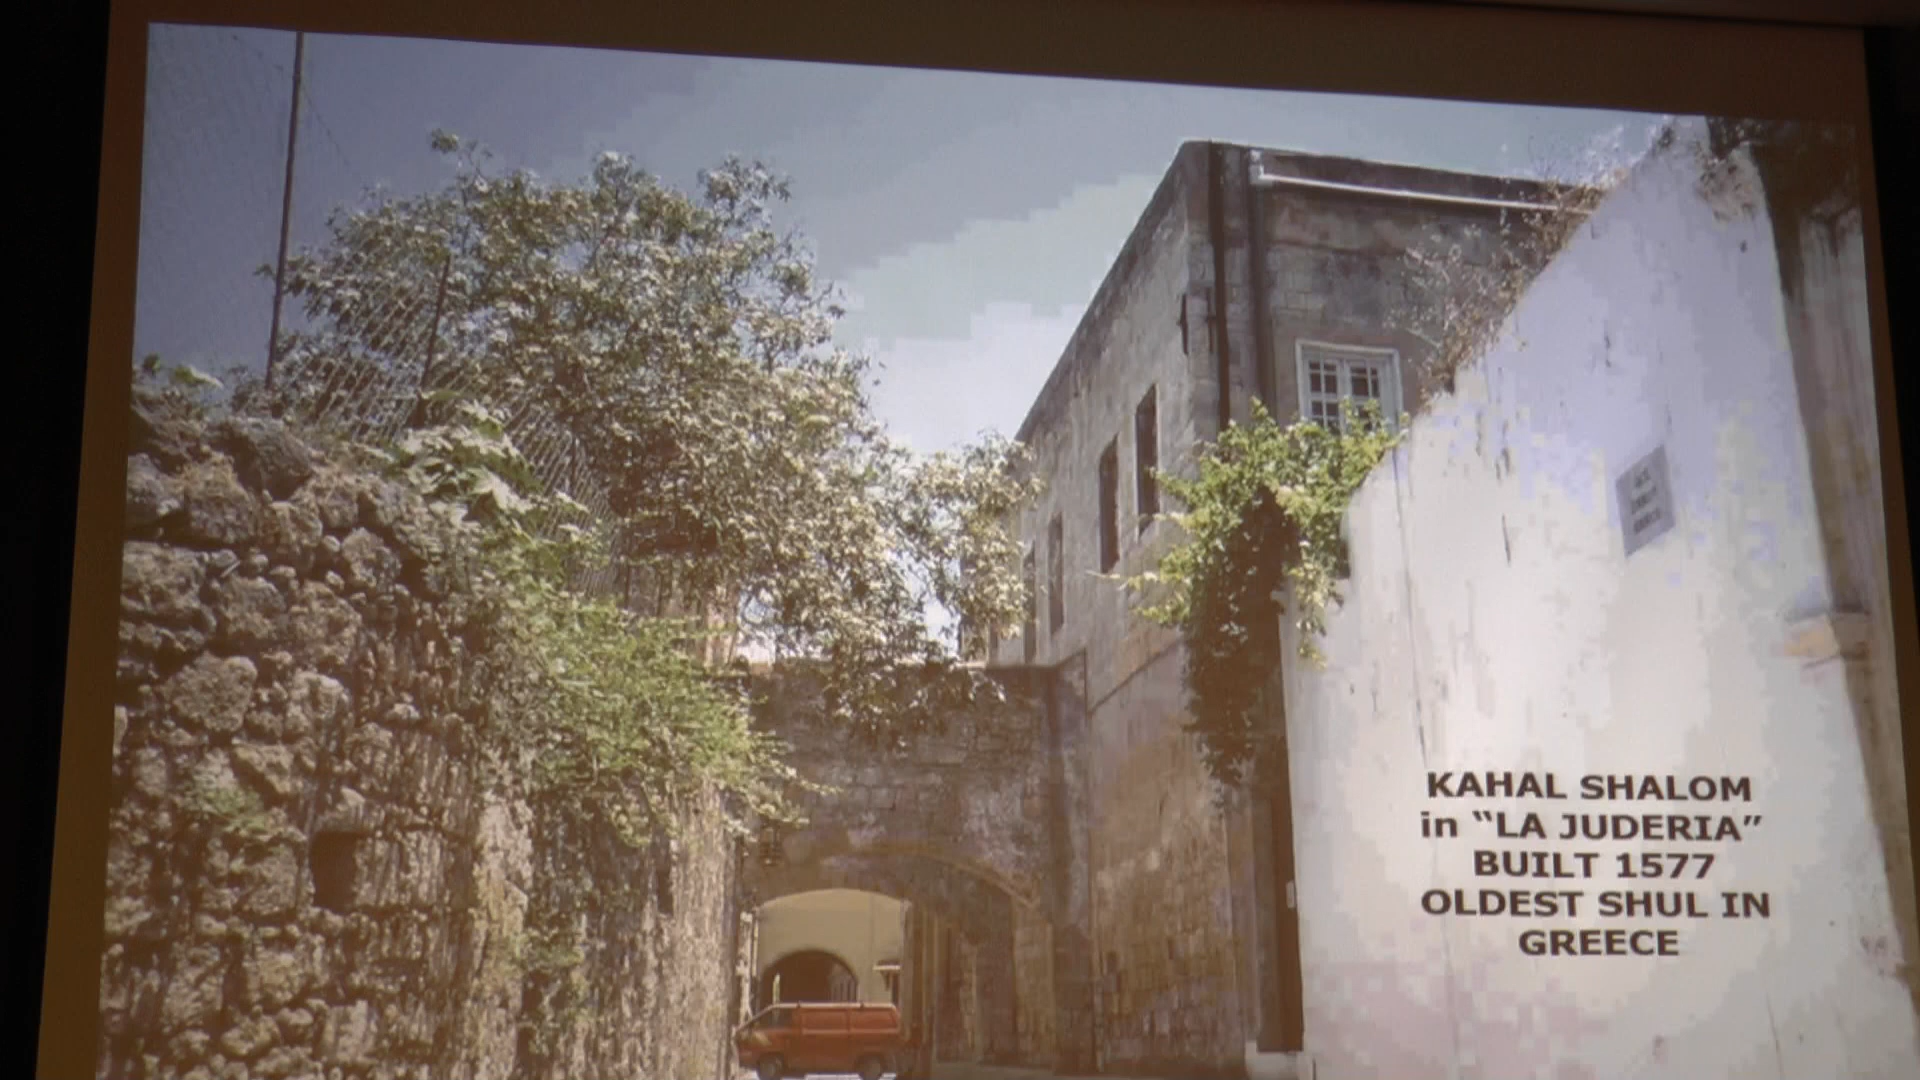 KAHAL SHALOM
in “LA JUDERIA”
BUILT 1577
OLDEST SHUL IN
GREECE